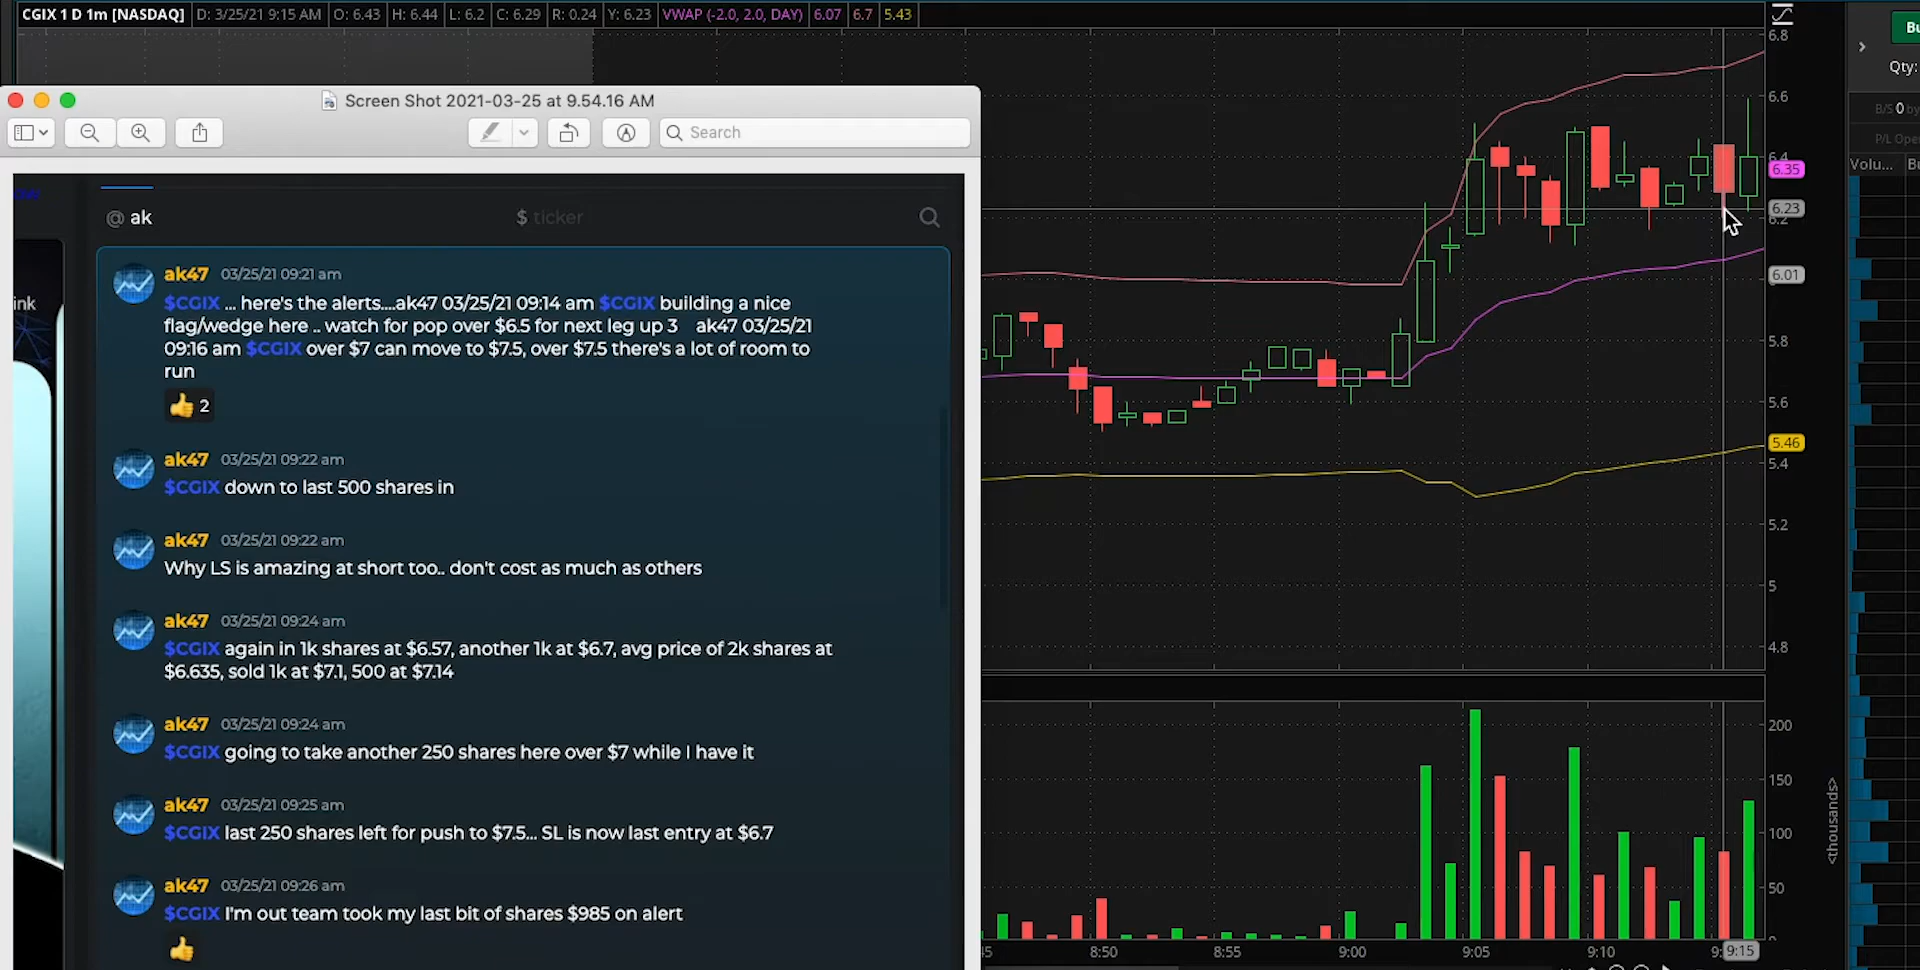 CGIX 1 D 1m [NASDAQ] D: 3/25/21 9:15 AM O: 6.43 H: 6.44 L: 6.2 C: 6.29 R: 0.24 Y: 6.23 VWAP (-2.0, 2.0, DAY) 6.07 6.7 5.43
Screen Shot 2021-03-25 at 9.54.16 AM
Search
@ ak
$ ticker
ink
ak47 03/25/21 09:21 am
$CGIX ... here's the alerts....ak47 03/25/21 09:14 am $CGIX building a nice
flag/wedge here .. watch for pop over $6.5 for next leg up 3 ak47 03/25/21
09:16 am $CGIX over $7 can move to $7.5, over $7.5 there's a lot of room to
run
👍 2
ak47 03/25/21 09:22 am
$CGIX down to last 500 shares in
ak47 03/25/21 09:22 am
Why LS is amazing at short too.. don't cost as much as others
ak47 03/25/21 09:24 am
$CGIX again in 1k shares at $6.57, another 1k at $6.7, avg price of 2k shares at
$6.635, sold 1k at $7.1, 500 at $7.14
ak47 03/25/21 09:24 am
$CGIX going to take another 250 shares here over $7 while I have it
ak47 03/25/21 09:25 am
$CGIX last 250 shares left for push to $7.5... SL is now last entry at $6.7
ak47 03/25/21 09:26 am
$CGIX I'm out team took my last bit of shares $985 on alert
👍
6.8
6.6
6.4
6.35
6.23
6.2
6.01
5.8
5.6
5.46
5.4
5.2
5
4.8
200
150
100
50
0
<thousands>
45 8:50 8:55 9:00 9:05 9:10 9:15
Qty:
B/S 0 by
P/L Ope
Volu...